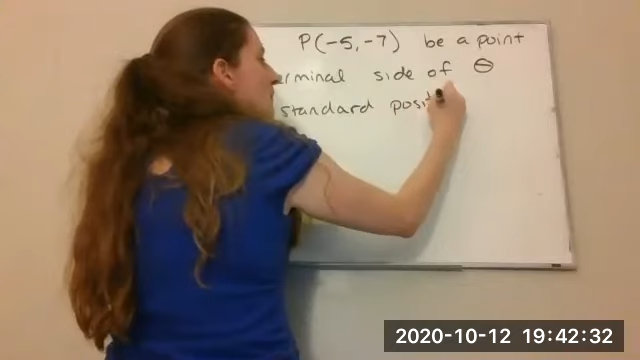 P(-5,-7) be a point
erminal side of θ
standard posit
2020-10-12 19:42:32